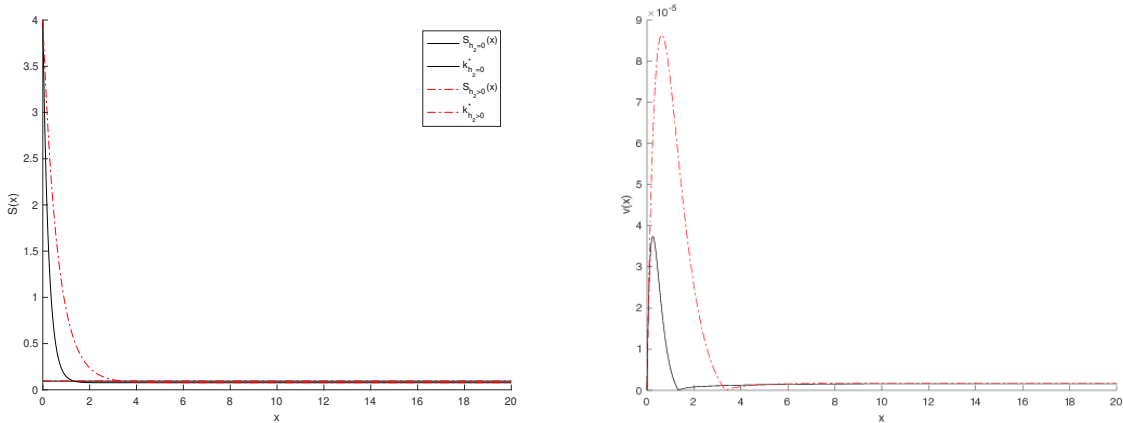 4
3.5
3
2.5
2
1.5
1
0.5
0
S(x)
0 2 4 6 8 10 12 14 16 18 20
x
S_{h_2=0}(x)
k^*_{h_2=0}
S_{h_2>0}(x)
k^*_{h_2>0}
×10^{-5}
9
8
7
6
5
4
3
2
1
0
v(x)
0 2 4 6 8 10 12 14 16 18 20
x